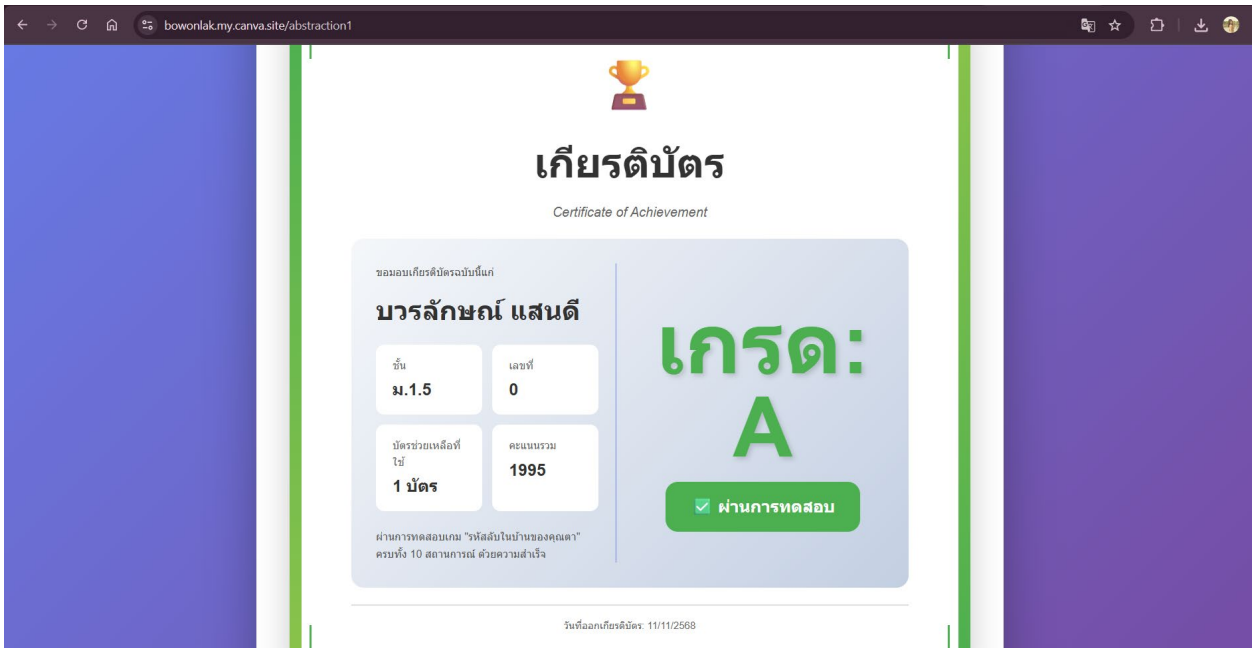 bowonlak.my.canva.site/abstraction1
เกียรติบัตร
Certificate of Achievement
ขอมอบเกียรติบัตรฉบับนี้แก่
บวรลักษณ์ แสนดี
ชั้น
ม.1.5
เลขที่
0
บัตรช่วยเหลือที่
ใช้
1 บัตร
คะแนนรวม
1995
ผ่านการทดสอบเกม "รหัสลับในบ้านของคุณตา"
ครบทั้ง 10 สถานการณ์ ด้วยความสำเร็จ
เกรด:
A
✅ ผ่านการทดสอบ
วันที่ออกเกียรติบัตร: 11/11/2568